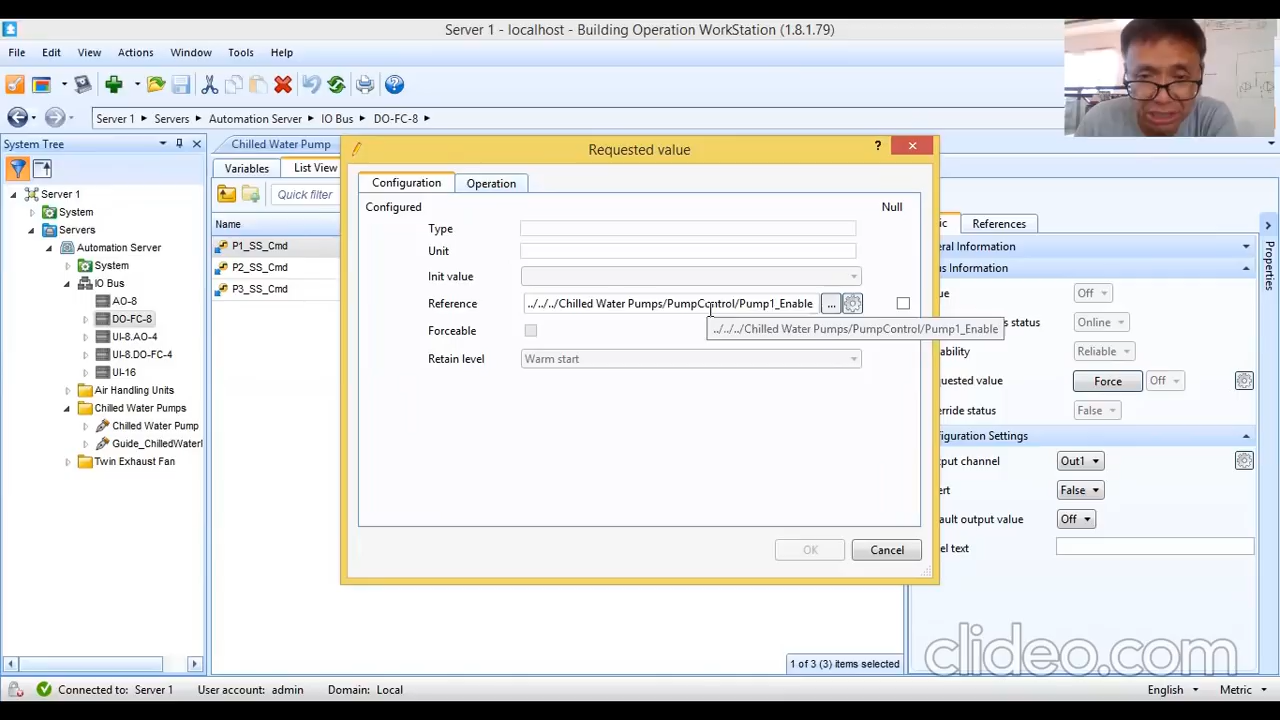 Server 1 - localhost - Building Operation WorkStation (1.8.1.79)
File Edit View Actions Window Tools Help
Server 1 Servers Automation Server IO Bus DO-FC-8
System Tree
Server 1
System
Servers
Automation Server
System
IO Bus
AO-8
DO-FC-8
UI-8.AO-4
UI-8.DO-FC-4
UI-16
Air Handling Units
Chilled Water Pumps
Chilled Water Pump
Guide_ChilledWaterP
Twin Exhaust Fan
Chilled Water Pump
Variables List View
Quick filter
Name
P1_SS_Cmd
P2_SS_Cmd
P3_SS_Cmd
Requested value
? ×
Configuration Operation
Configured Null
Type
Unit
Init value
Reference ../../../Chilled Water Pumps/PumpControl/Pump1_Enable ...
../../../Chilled Water Pumps/PumpControl/Pump1_Enable
Forceable
Retain level Warm start
OK Cancel
ic References
eral Information
us Information
ue Off
s status Online
ability Reliable
uested value Force Off
erride status False
figuration Settings
put channel Out1
ert False
ault output value Off
el text
Properties
1 of 3 (3) items selected
clideo.com
Connected to: Server 1 User account: admin Domain: Local English Metric